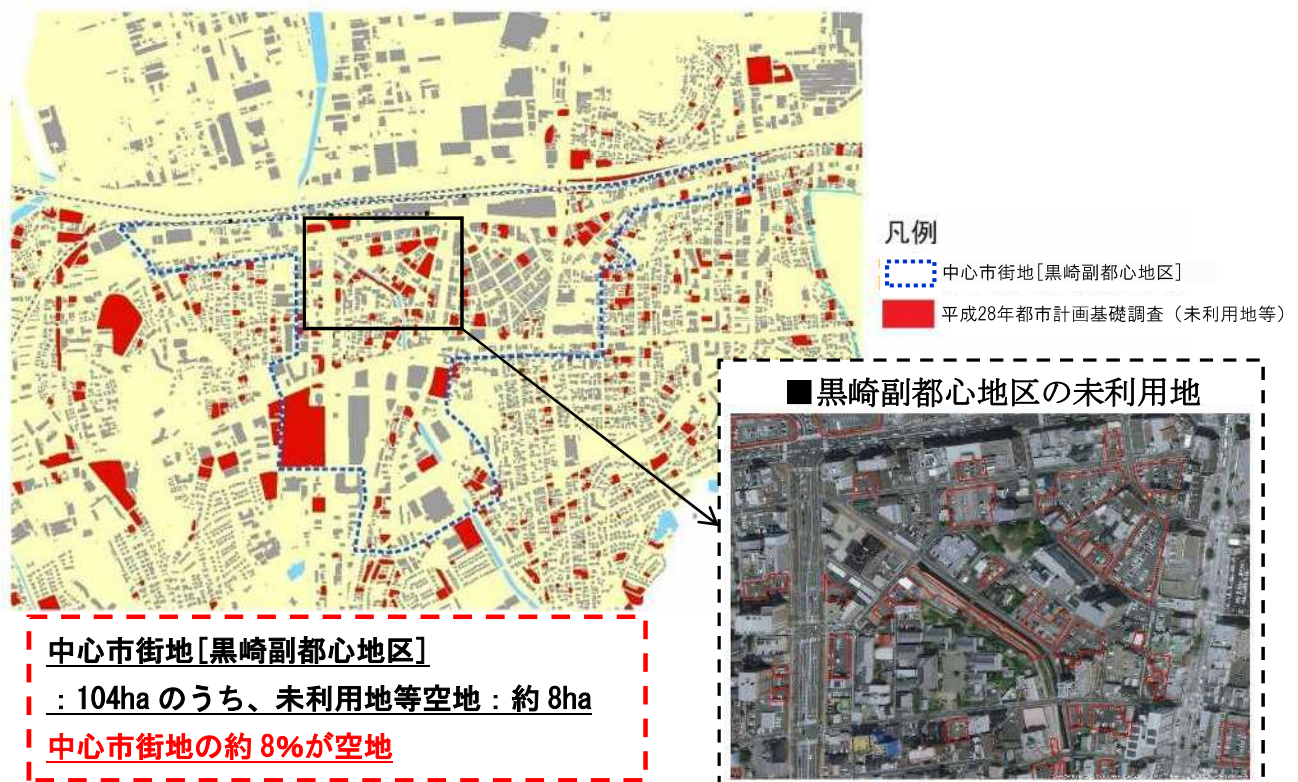 凡例
中心市街地[黒崎副都心地区]
平成28年都市計画基礎調査（未利用地等）
■黒崎副都心地区の未利用地
中心市街地[黒崎副都心地区]
：104ha のうち、未利用地等空地：約 8ha
中心市街地の約 8%が空地